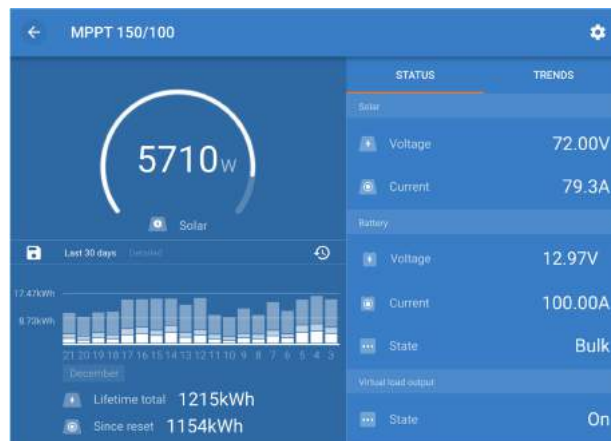 MPPT 150/100
STATUS
TRENDS
Solar
Voltage 72.00V
Current 79.3A
Battery
Voltage 12.97V
Current 100.00A
State Bulk
Virtual load output
State On
5710W
Solar
Last 30 days Detailed
8.73kWh
21 20 19 18 17 16 15 14 13 12 11 10 9 8 7 6 5 4 3
December
Lifetime total 1215kWh
Since reset 1154kWh